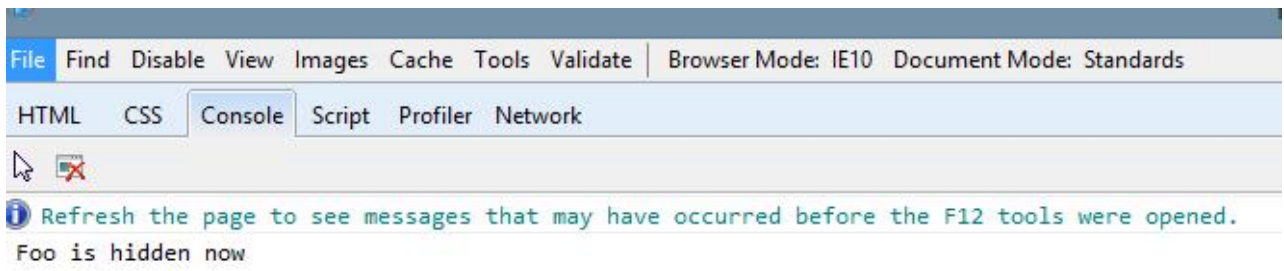 File Find Disable View Images Cache Tools Validate | Browser Mode: IE10 Document Mode: Standards
HTML CSS Console Script Profiler Network
Refresh the page to see messages that may have occurred before the F12 tools were opened.
Foo is hidden now